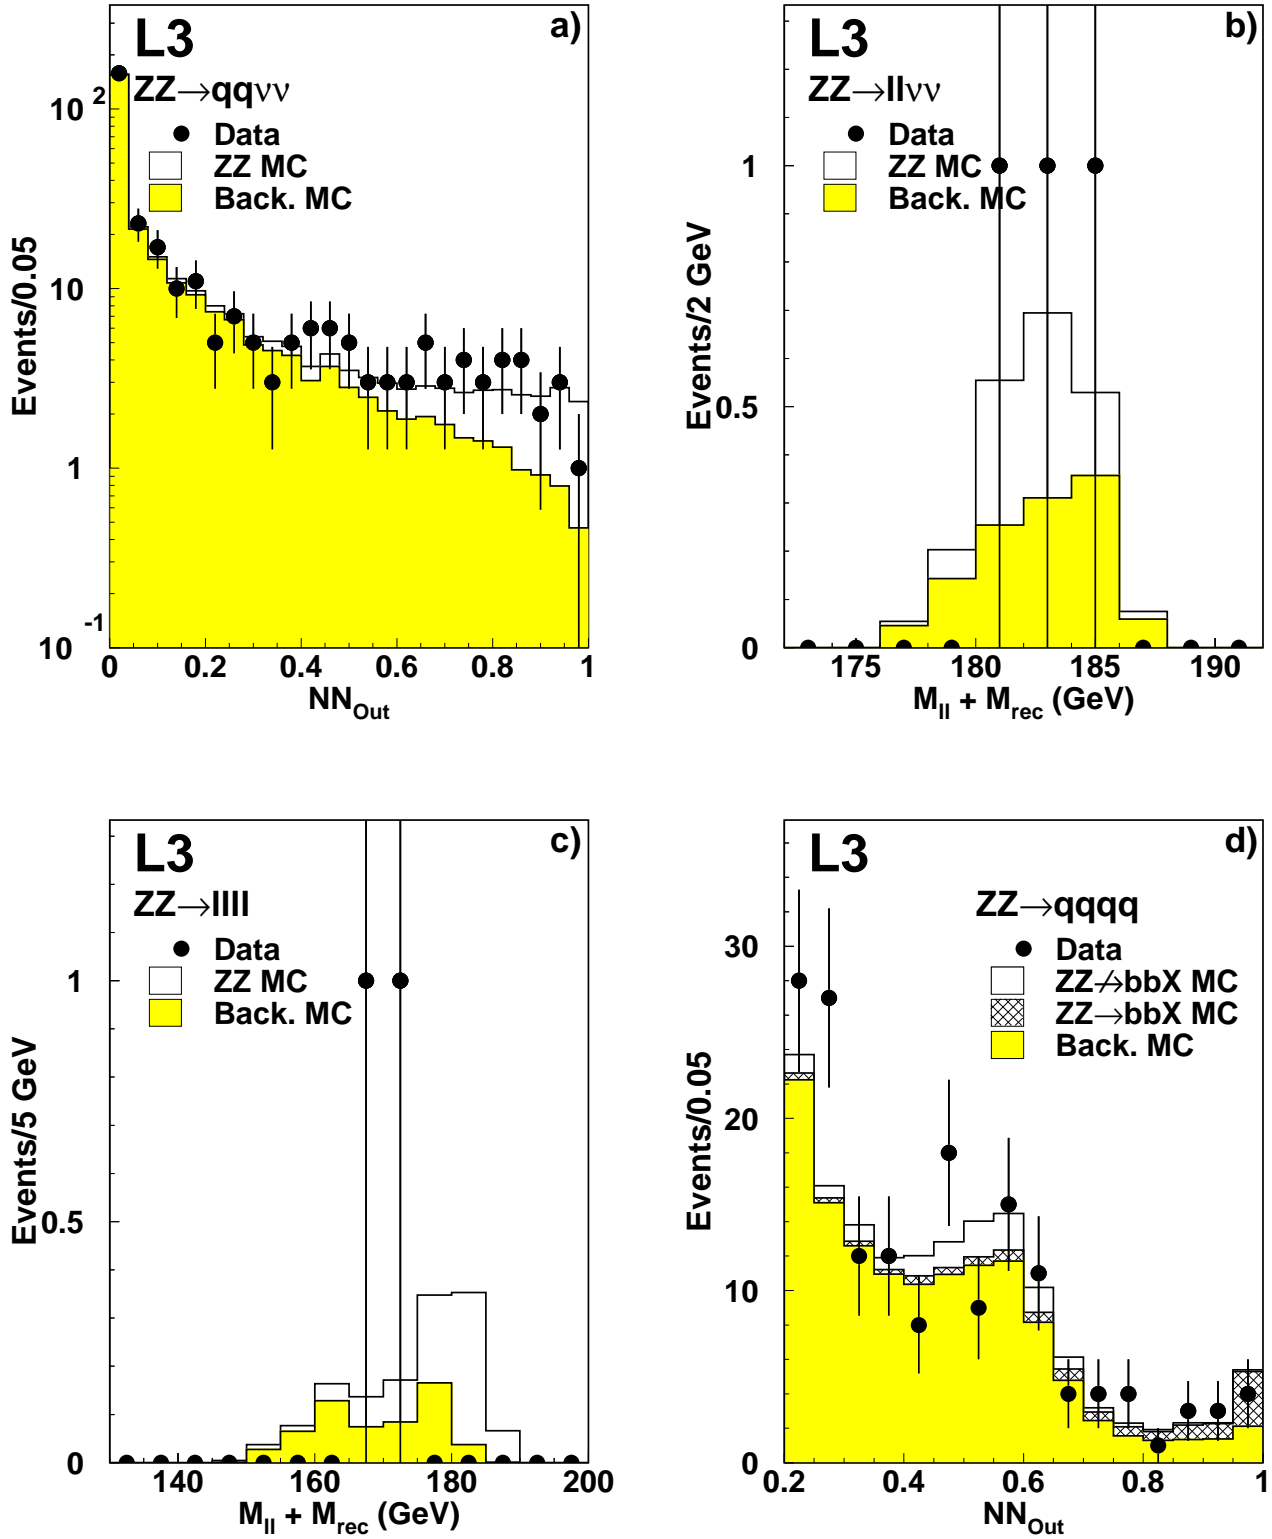 L3
a)
ZZ→qqνν
Data
ZZ MC
Back. MC
Events/0.05
10 2
10
1
10 -1
0 0.2 0.4 0.6 0.8 1
NNOut
L3
b)
ZZ→llνν
Data
ZZ MC
Back. MC
Events/2 GeV
1
0.5
0
175 180 185 190
Mll + Mrec (GeV)
L3
c)
ZZ→llll
Data
ZZ MC
Back. MC
Events/5 GeV
1
0.5
0
140 160 180 200
Mll + Mrec (GeV)
L3
d)
ZZ→qqqq
Data
ZZ↛bbX MC
ZZ→bbX MC
Back. MC
Events/0.05
30
20
10
0
0.2 0.4 0.6 0.8 1
NNOut